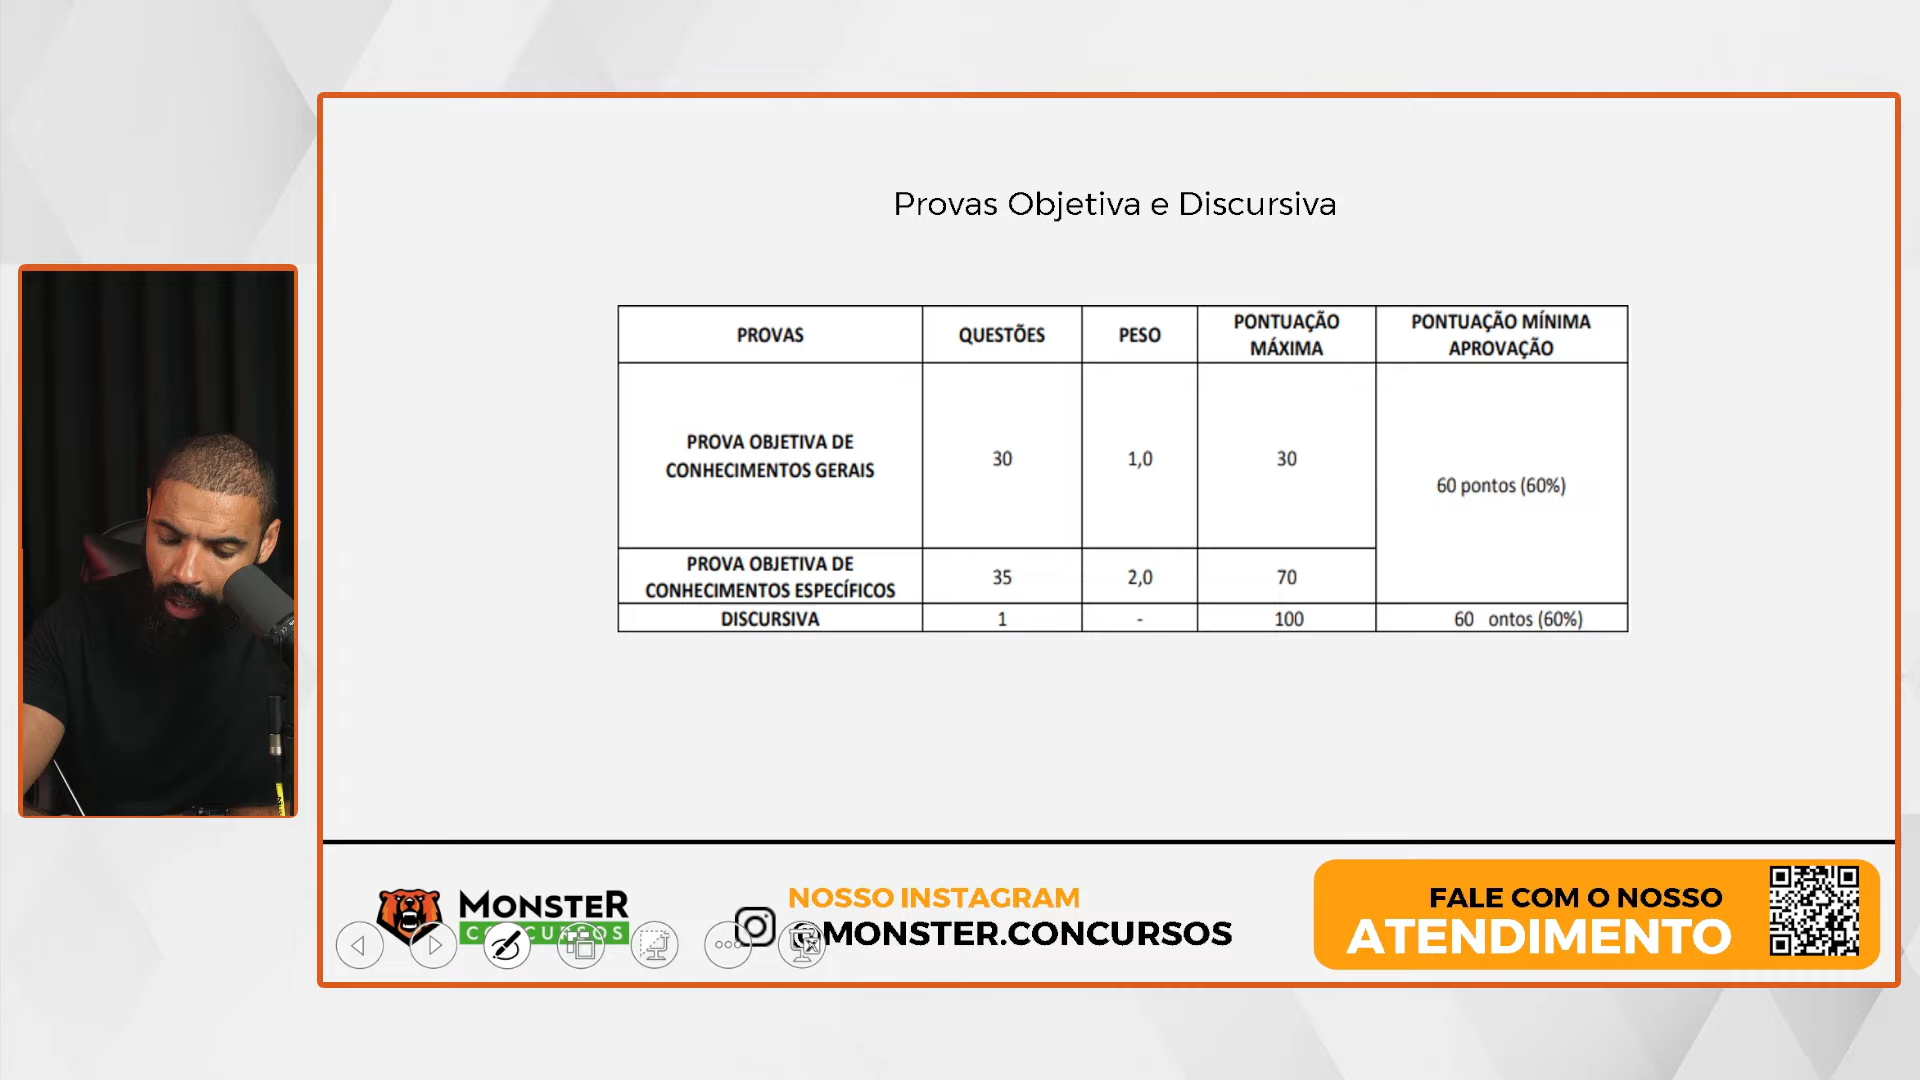 Provas Objetiva e Discursiva
PROVAS QUESTÕES PESO PONTUAÇÃO MÁXIMA PONTUAÇÃO MÍNIMA APROVAÇÃO
PROVA OBJETIVA DE CONHECIMENTOS GERAIS 30 1,0 30 60 pontos (60%)
PROVA OBJETIVA DE CONHECIMENTOS ESPECÍFICOS 35 2,0 70
DISCURSIVA 1 - 100 60 ontos (60%)
MONSTER
CONCURSOS
NOSSO INSTAGRAM
@MONSTER.CONCURSOS
FALE COM O NOSSO
ATENDIMENTO